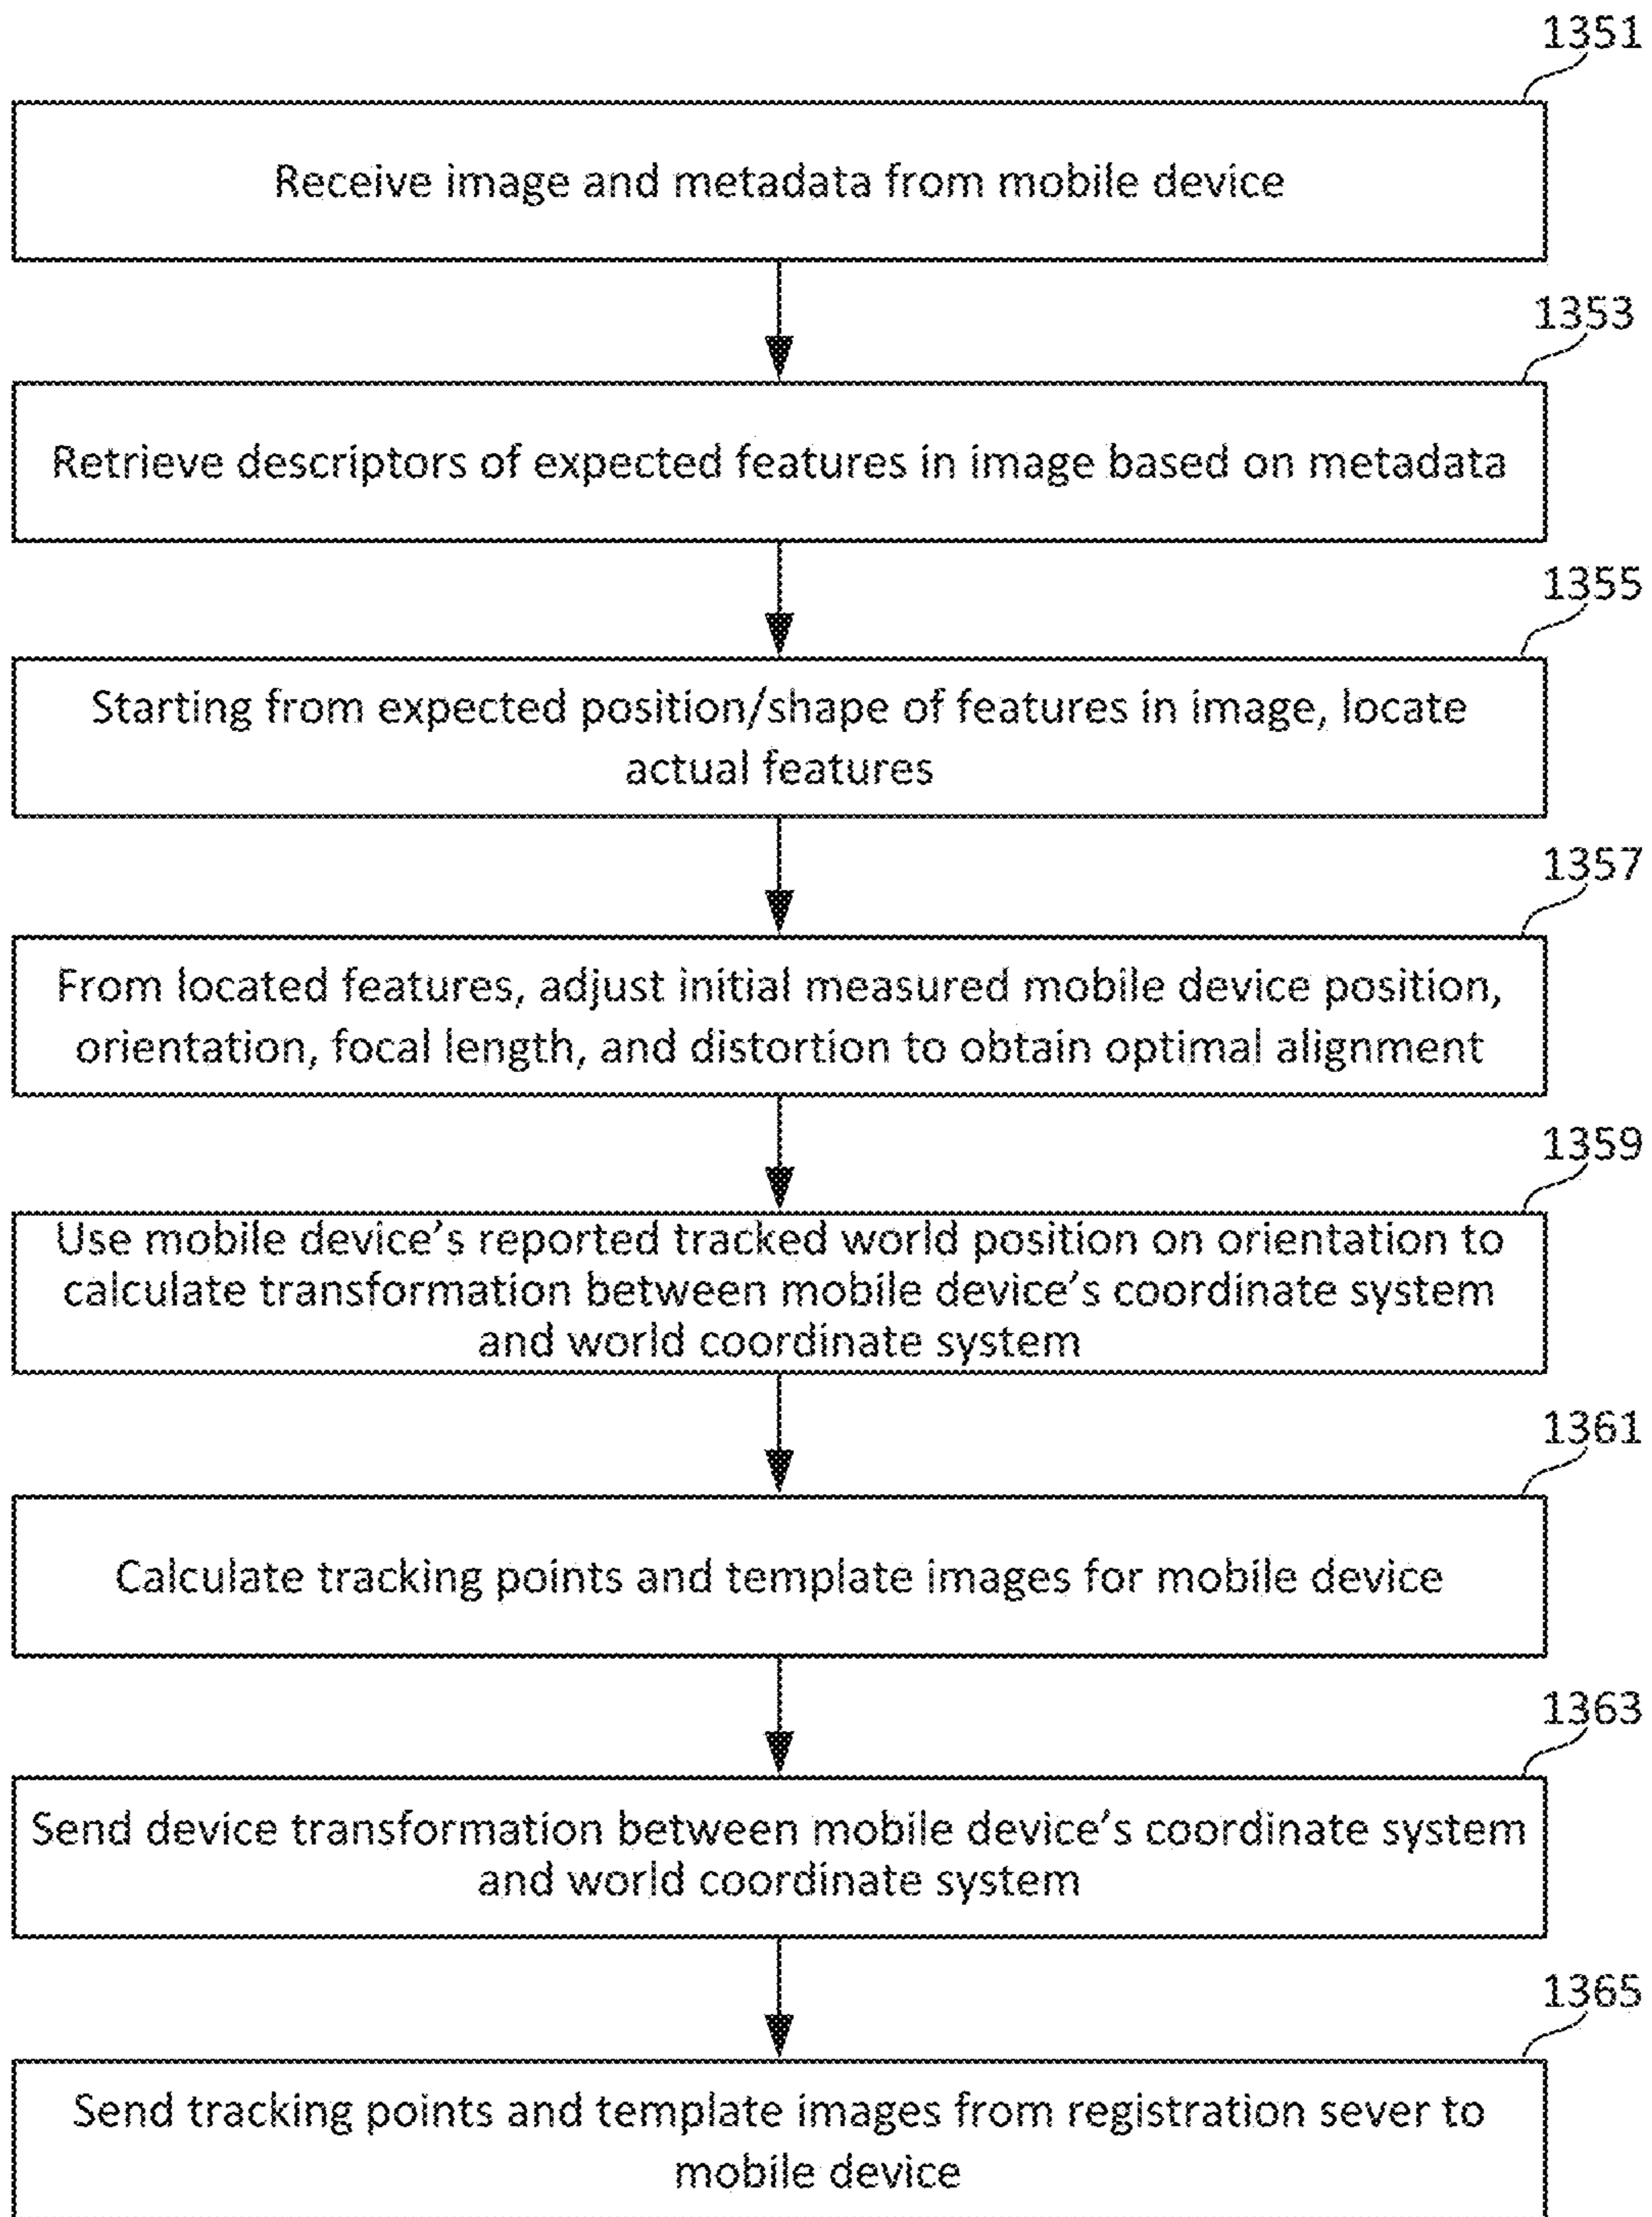 1351
Receive image and metadata from mobile device
1353
Retrieve descriptors of expected features in image based on metadata
1355
Starting from expected position/shape of features in image, locate
actual features
1357
From located features, adjust initial measured mobile device position,
orientation, focal length, and distortion to obtain optimal alignment
1359
Use mobile device's reported tracked world position on orientation to
calculate transformation between mobile device's coordinate system
and world coordinate system
1361
Calculate tracking points and template images for mobile device
1363
Send device transformation between mobile device's coordinate system
and world coordinate system
1365
Send tracking points and template images from registration sever to
mobile device